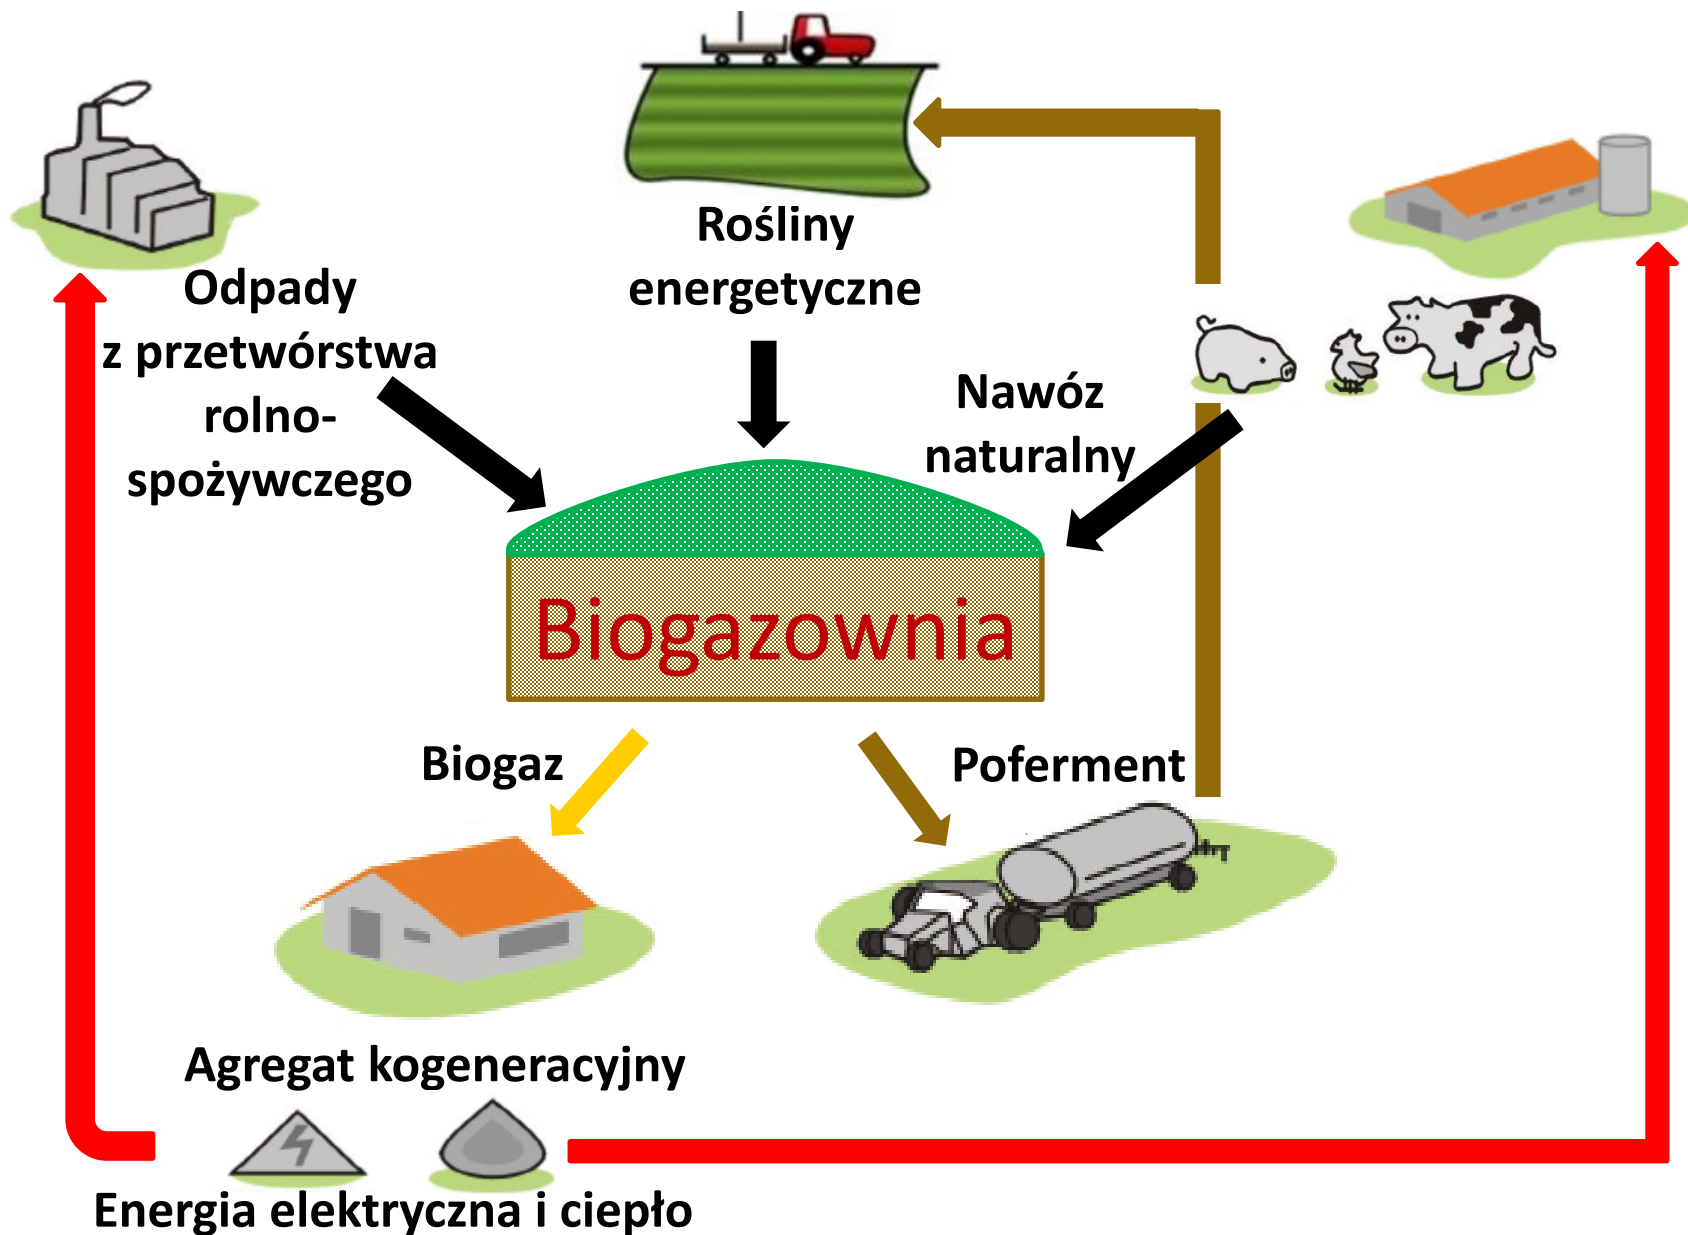 Rośliny
energetyczne
Odpady
z przetwórstwa
rolno-
spożywczego
Nawóz
naturalny
Biogazownia
Biogaz
Poferment
Agregat kogeneracyjny
Energia elektryczna i ciepło